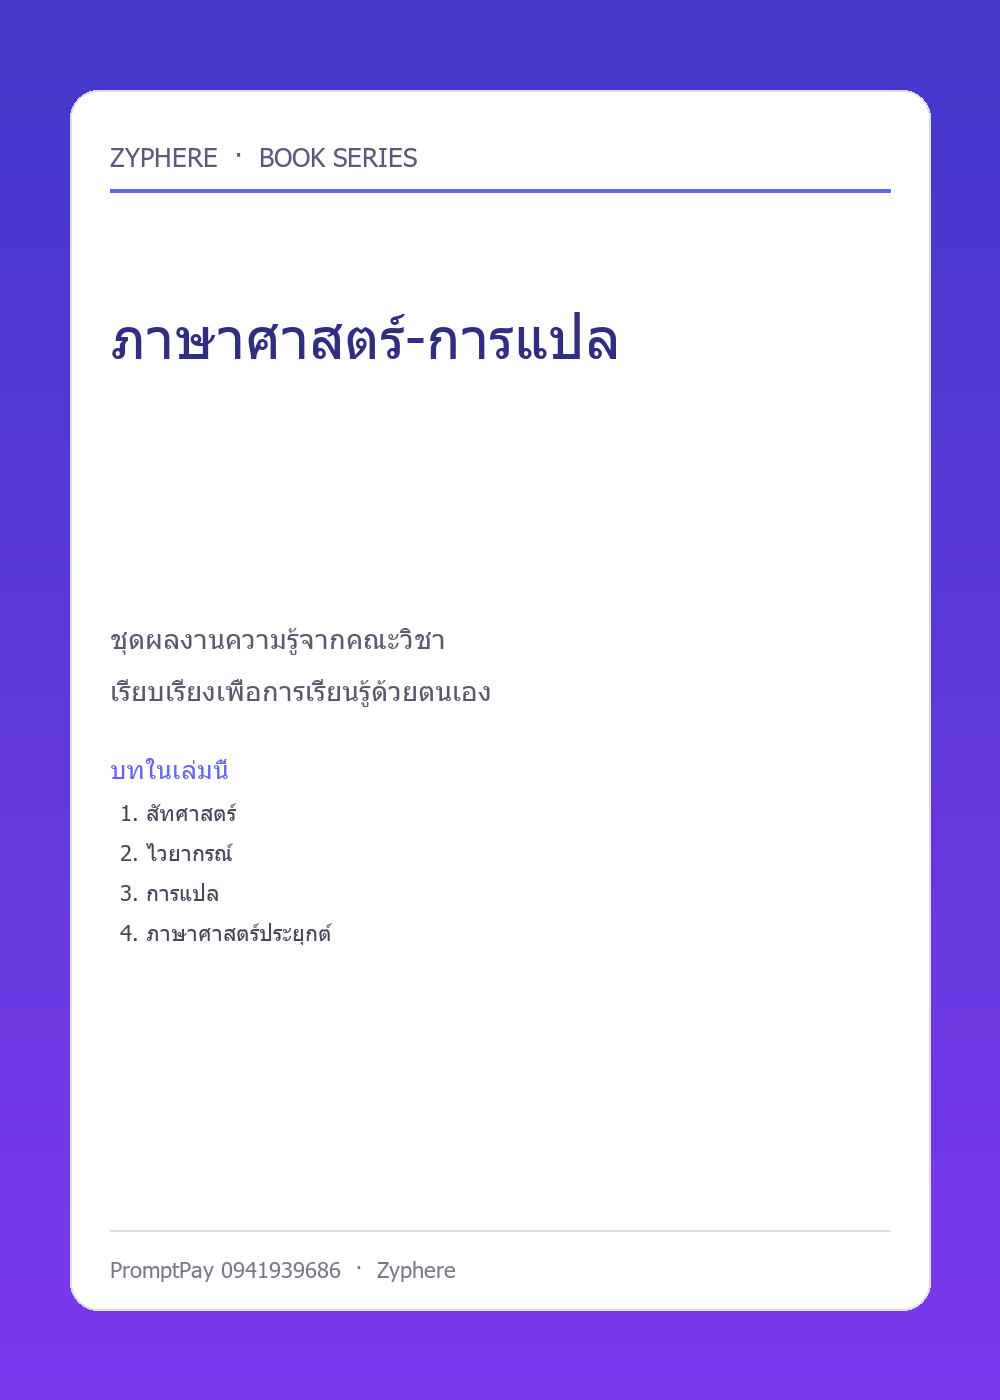 ZYPHERE · BOOK SERIES
ภาษาศาสตร์-การแปล
ชุดผลงานความรู้จากคณะวิชา
เรียบเรียงเพื่อการเรียนรู้ด้วยตนเอง
บทในเล่มนี้
1. สัทศาสตร์
2. ไวยากรณ์
3. การแปล
4. ภาษาศาสตร์ประยุกต์
PromptPay 0941939686 · Zyphere